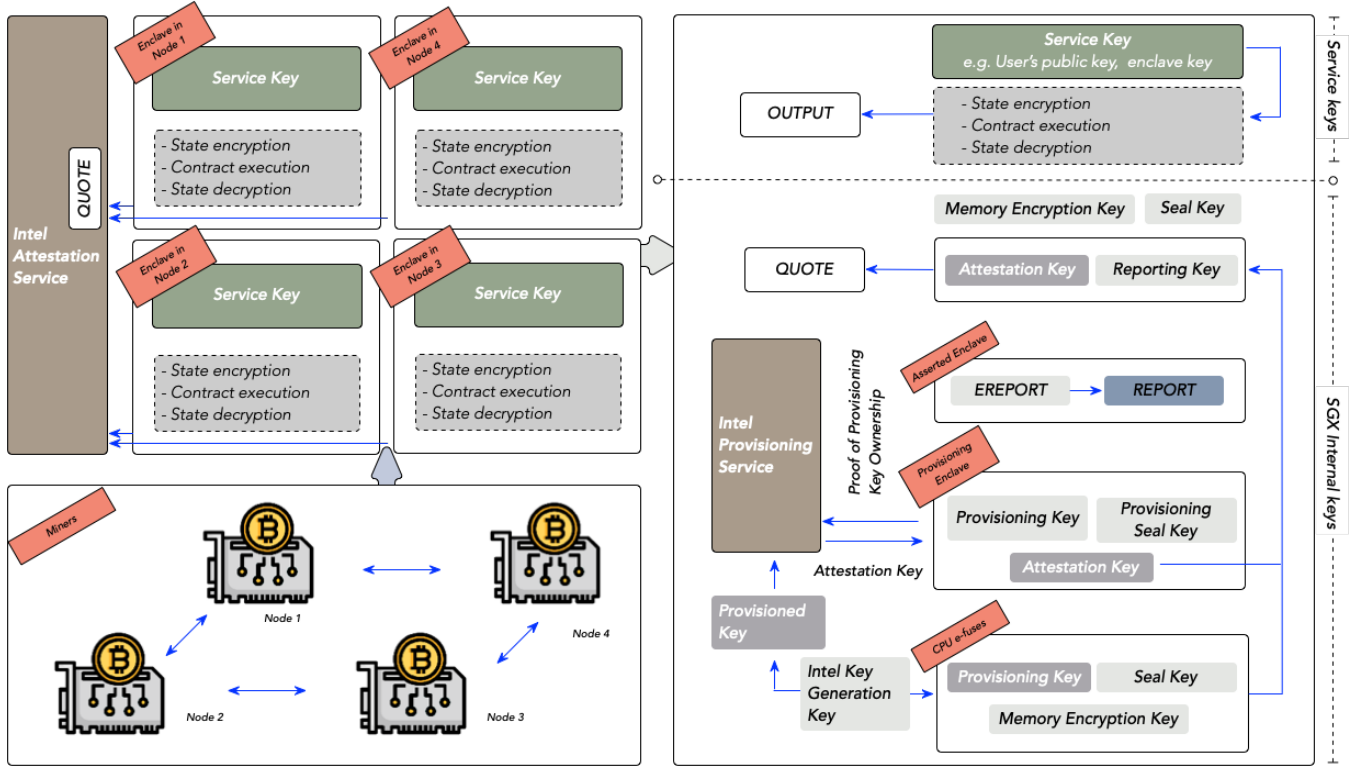 Enclave in
Node 1
Service Key
- State encryption
- Contract execution
- State decryption
Enclave in
Node 4
Service Key
- State encryption
- Contract execution
- State decryption
QUOTE
Intel
Attestation
Service
Enclave in
Node 2
Service Key
- State encryption
- Contract execution
- State decryption
Enclave in
Node 3
Service Key
- State encryption
- Contract execution
- State decryption
Miners
Node 1
Node 4
Node 2
Node 3
Service Key
e.g. User's public key, enclave key
OUTPUT
- State encryption
- Contract execution
- State decryption
Service keys
Memory Encryption Key
Seal Key
QUOTE
Attestation Key
Reporting Key
Asserted Enclave
EREPORT
REPORT
SGX Internal keys
Intel
Provisioning
Service
Proof of Provisioning
Key Ownership
Provisioning
Enclave
Provisioning Key
Provisioning
Seal Key
Attestation Key
Attestation Key
Provisioned
Key
CPU e-fuses
Intel Key
Generation
Key
Provisioning Key
Seal Key
Memory Encryption Key